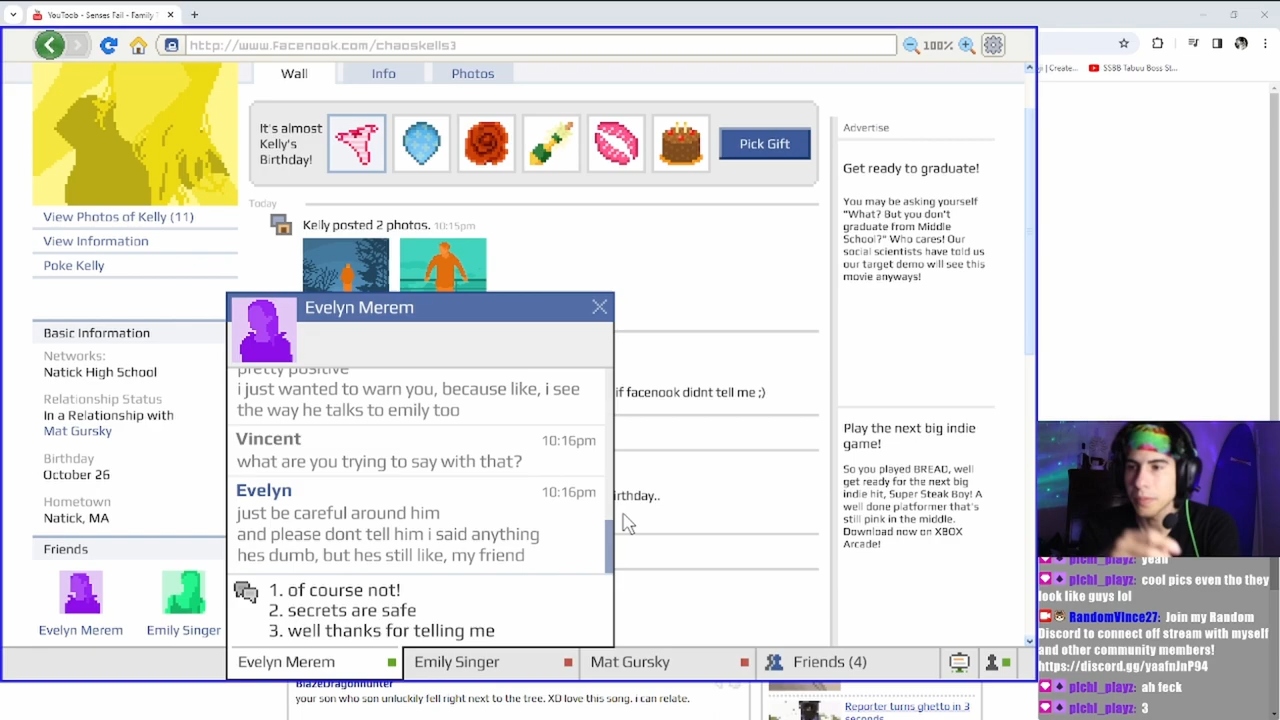 YouToob - Senses Fail - Family
http://www.facenook.com/chaoskells3
100%
Create...
SSBB Tabuu Boss St...
Wall
Info
Photos
It's almost
Kelly's
Birthday!
Pick Gift
Today
Kelly posted 2 photos. 10:15pm
View Photos of Kelly (11)
View Information
Poke Kelly
Basic Information
Networks:
Natick High School
Relationship Status
In a Relationship with
Mat Gursky
Birthday
October 26
Hometown
Natick, MA
Friends
Evelyn Merem
Emily Singer
Evelyn Merem
pretty positive
i just wanted to warn you, because like, i see
the way he talks to emily too
Vincent 10:16pm
what are you trying to say with that?
Evelyn 10:16pm
just be careful around him
and please dont tell him i said anything
hes dumb, but hes still like, my friend
1. of course not!
2. secrets are safe
3. well thanks for telling me
if facenook didnt tell me ;)
irthday..
Advertise
Get ready to graduate!
You may be asking yourself
"What? But you don't
graduate from Middle
School?" Who cares! Our
social scientists have told us
our target demo will see this
movie anyways!
Play the next big indie
game!
So you played BREAD, well
get ready for the next big
indie hit, Super Steak Boy! A
well done platformer that's
still pink in the middle.
Download now on XBOX
Arcade!
Evelyn Merem
Emily Singer
Mat Gursky
Friends (4)
BlazeDragonhunter
your son who son unluckily fell right next to the tree. XD love this song. i can relate.
Reporter turns ghetto in 3
seconds
plchl_playz: yeah
plchl_playz: cool pics even tho they
look like guys lol
RandomVince27: Join my Random
Discord to connect off stream with myself
and other community members!
https://discord.gg/yaafnJnP94
plchl_playz: ah feck
plchl_playz: 3